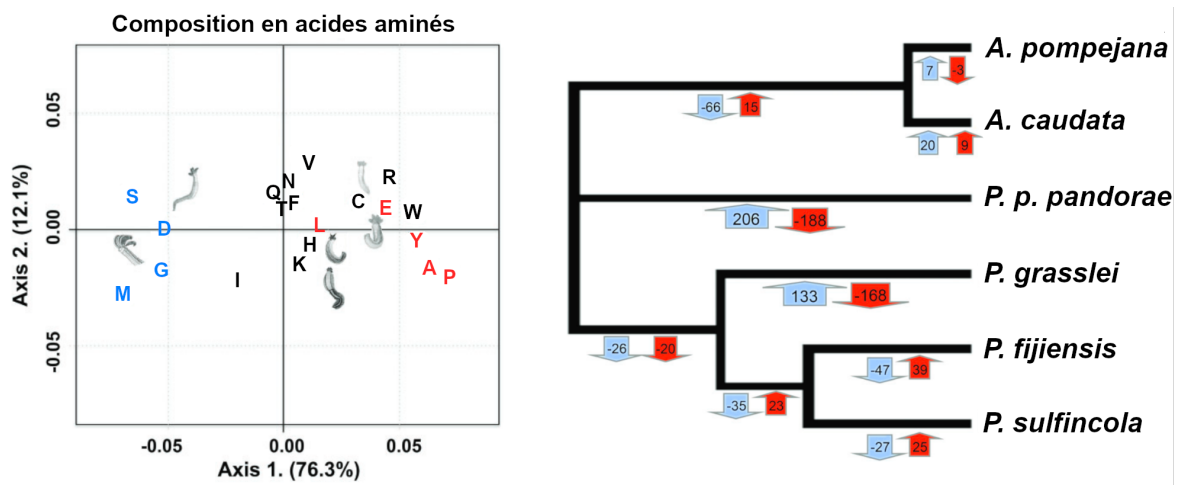 Composition en acides aminés
Axis 2. (12.1%)
0.05
0.00
-0.05
S
D
G
M
I
Q
N
T
F
V
L
H
K
C
E
R
W
Y
A
P
-0.05
0.00
0.05
Axis 1. (76.3%)
A. pompejana
7
-3
-66
15
A. caudata
20
9
P. p. pandorae
206
-188
P. grasslei
133
-168
-26
-20
P. fijiensis
-47
39
-35
23
P. sulfincola
-27
25